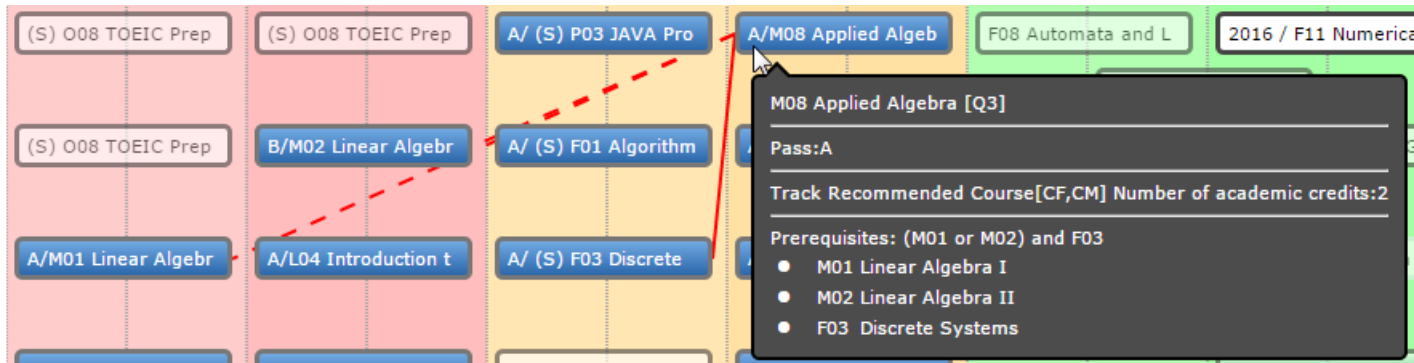 (S) O08 TOEIC Prep
(S) O08 TOEIC Prep
A/ (S) P03 JAVA Pro
A/M08 Applied Algeb
F08 Automata and L
2016 / F11 Numerica
(S) O08 TOEIC Prep
B/M02 Linear Algebr
A/ (S) F01 Algorithm
A/M01 Linear Algebr
A/L04 Introduction t
A/ (S) F03 Discrete
M08 Applied Algebra [Q3]
Pass:A
Track Recommended Course[CF,CM] Number of academic credits:2
Prerequisites: (M01 or M02) and F03
M01 Linear Algebra I
M02 Linear Algebra II
F03 Discrete Systems